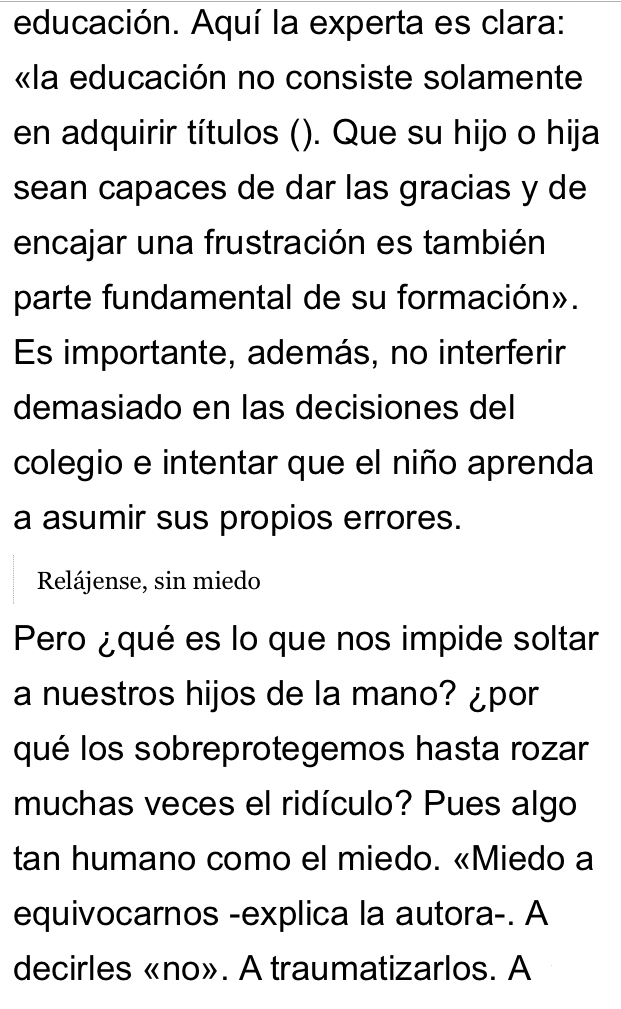 educación. Aquí la experta es clara:
«la educación no consiste solamente
en adquirir títulos (). Que su hijo o hija
sean capaces de dar las gracias y de
encajar una frustración es también
parte fundamental de su formación».
Es importante, además, no interferir
demasiado en las decisiones del
colegio e intentar que el niño aprenda
a asumir sus propios errores.
Relájense, sin miedo
Pero ¿qué es lo que nos impide soltar
a nuestros hijos de la mano? ¿por
qué los sobreprotegemos hasta rozar
muchas veces el ridículo? Pues algo
tan humano como el miedo. «Miedo a
equivocarnos -explica la autora-. A
decirles «no». A traumatizarlos. A